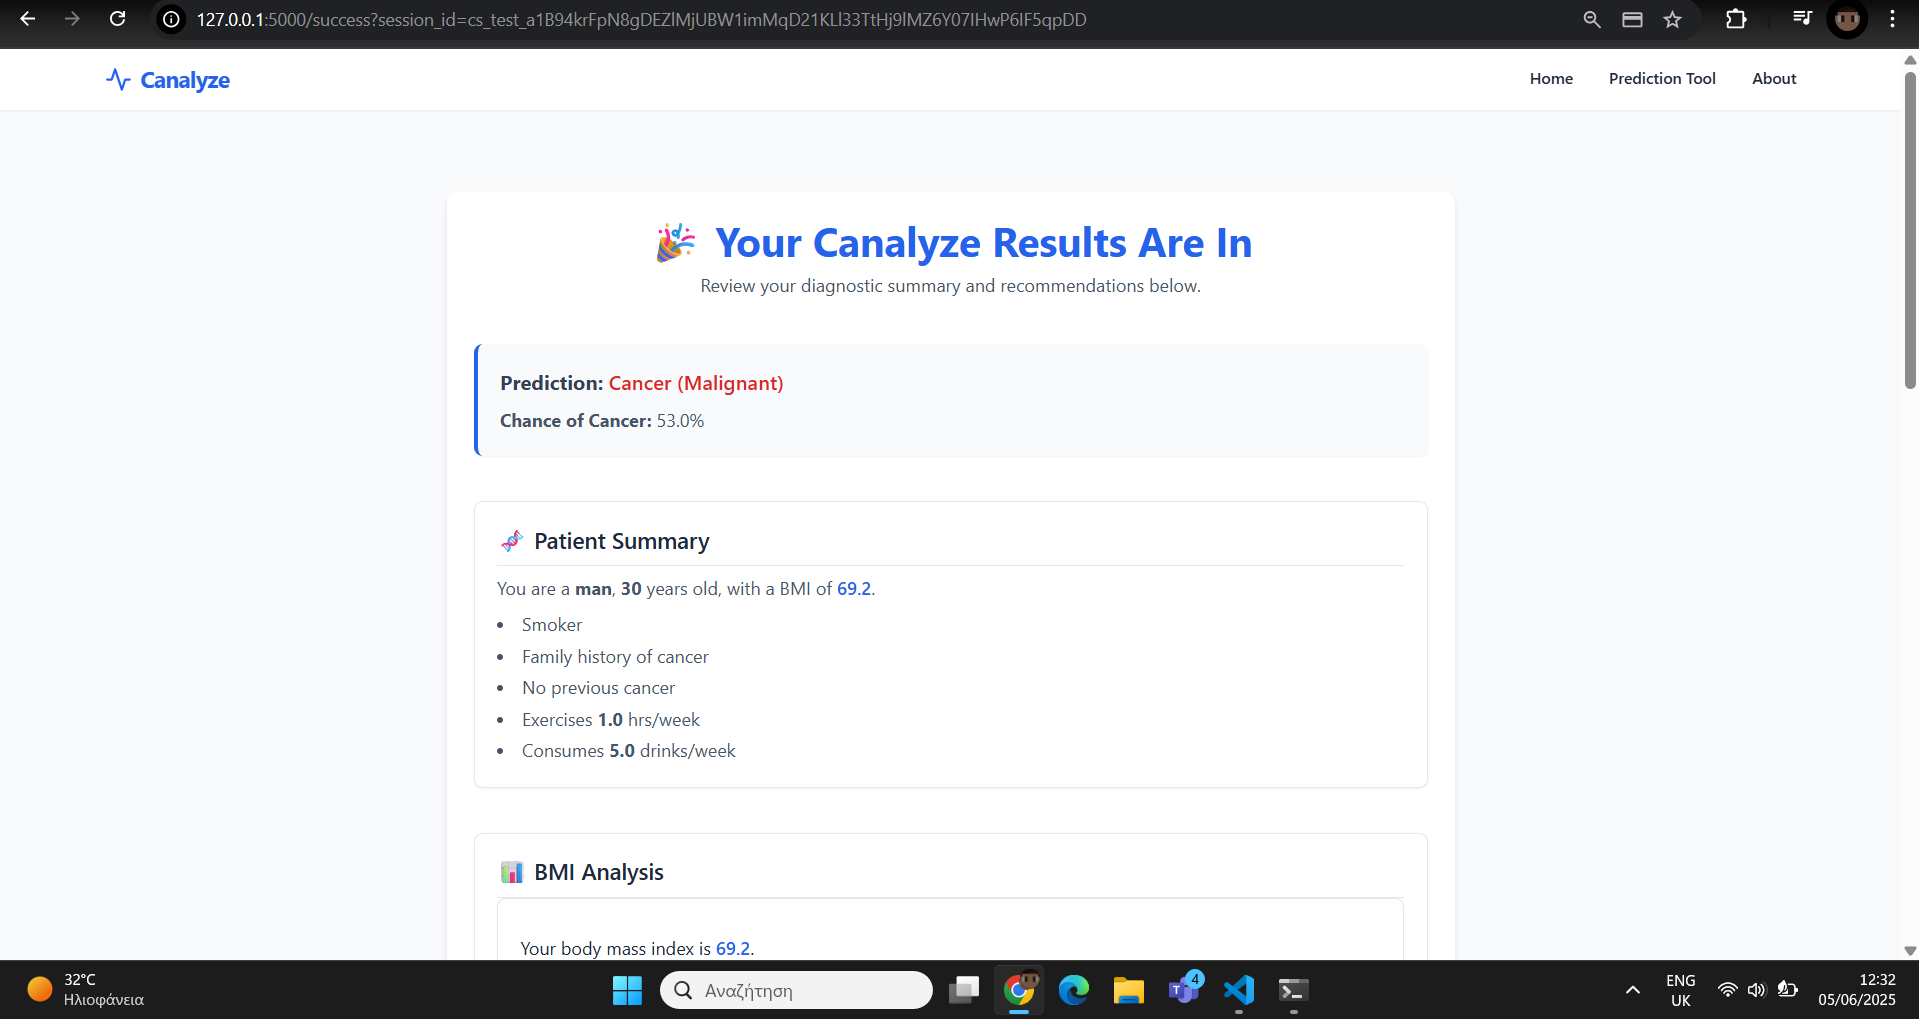 127.0.0.1:5000/success?session_id=cs_test_a1B94krFpN8gDEZlMjUBW1imMqD21KLl33TtHj9lMZ6Y07IHwP6IF5qpDD
Canalyze
Home
Prediction Tool
About
🎉 Your Canalyze Results Are In
Review your diagnostic summary and recommendations below.
Prediction: Cancer (Malignant)
Chance of Cancer: 53.0%
🧬 Patient Summary
You are a man, 30 years old, with a BMI of 69.2.
• Smoker
• Family history of cancer
• No previous cancer
• Exercises 1.0 hrs/week
• Consumes 5.0 drinks/week
📊 BMI Analysis
Your body mass index is 69.2.
32°C
Ηλιοφάνεια
Αναζήτηση
4
ENG
UK
12:32
05/06/2025